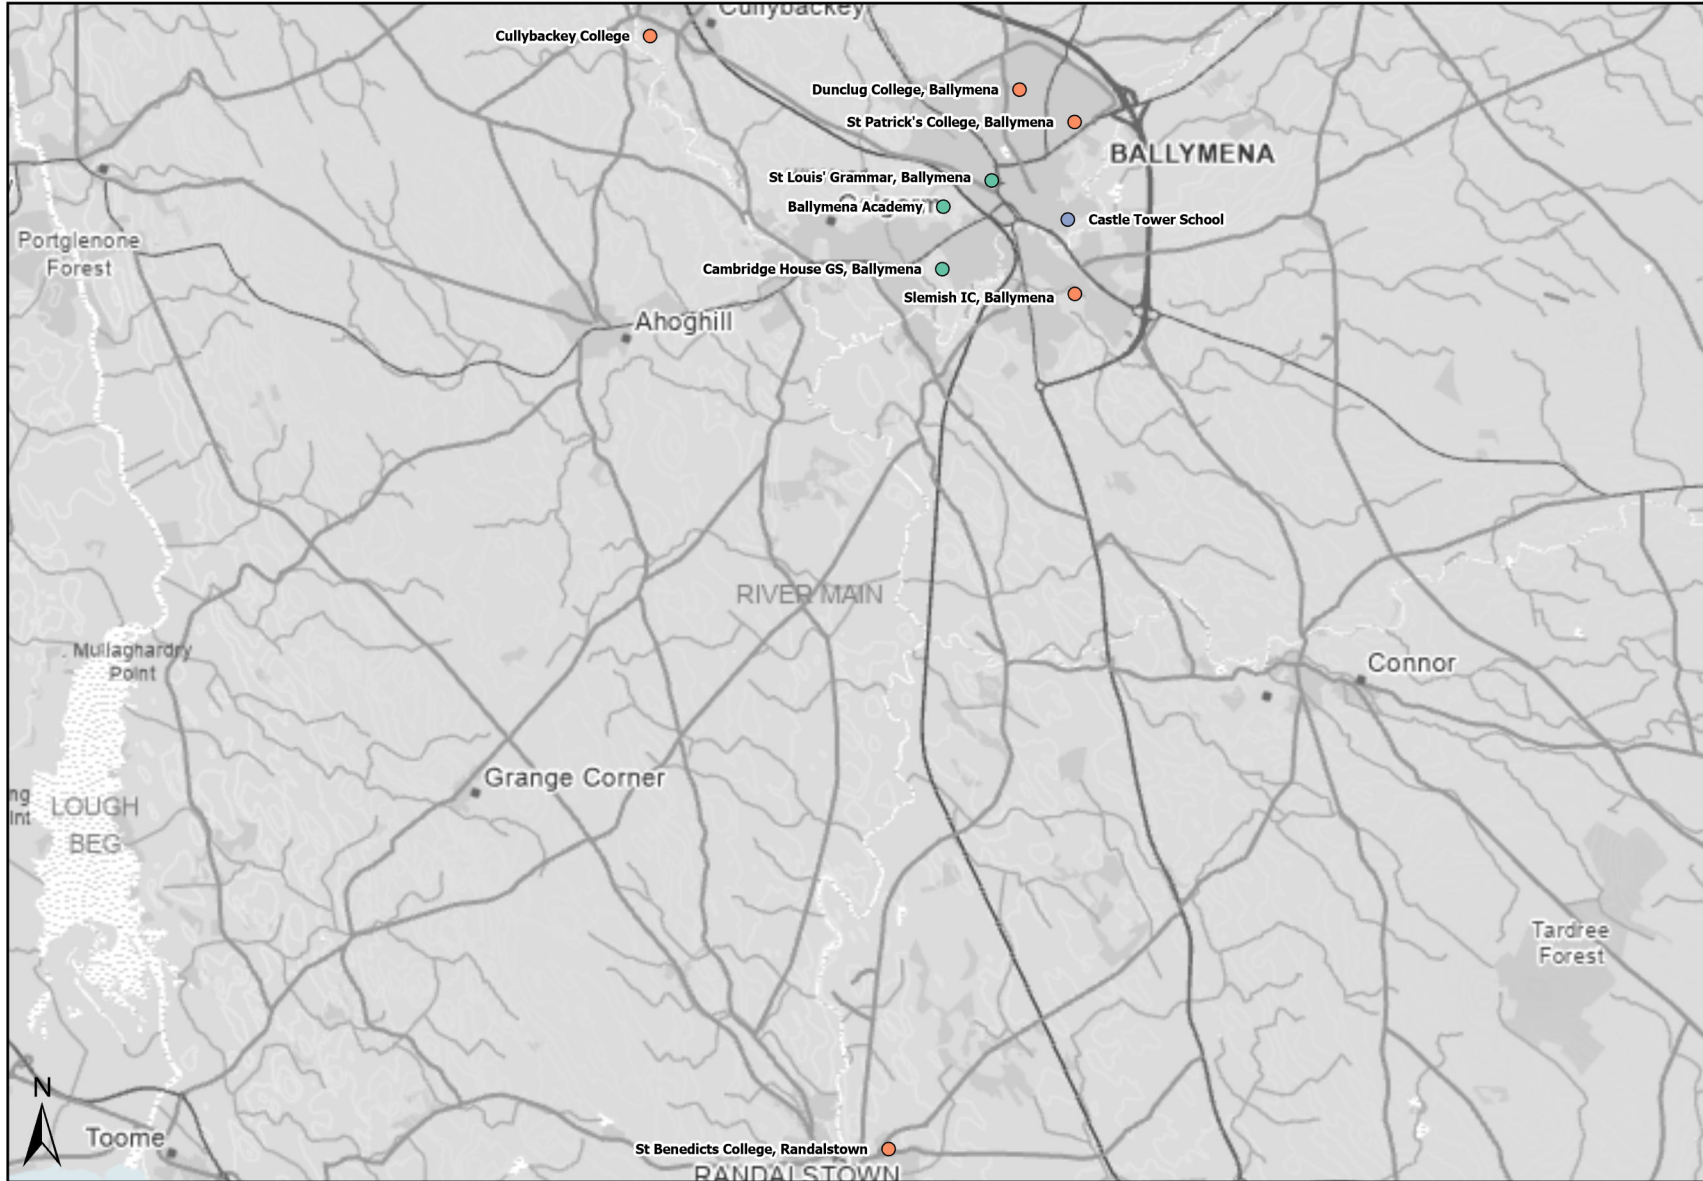 Cullybackey
Cullybackey College
Dunclug College, Ballymena
St Patrick's College, Ballymena
BALLYMENA
St Louis' Grammar, Ballymena
Ballymena Academy
Castle Tower School
Portglenone
Forest
Cambridge House GS, Ballymena
Slemish IC, Ballymena
Ahoghill
RIVER MAIN
Mullaghardry
Point
Connor
Grange Corner
LOUGH
BEG
Tardree
Forest
N
Toome
St Benedicts College, Randalstown
RANDALSTOWN